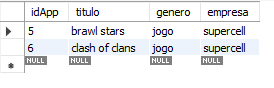 idApp titulo genero empresa
5 brawl stars jogo supercell
6 clash of clans jogo supercell
NULL NULL NULL NULL